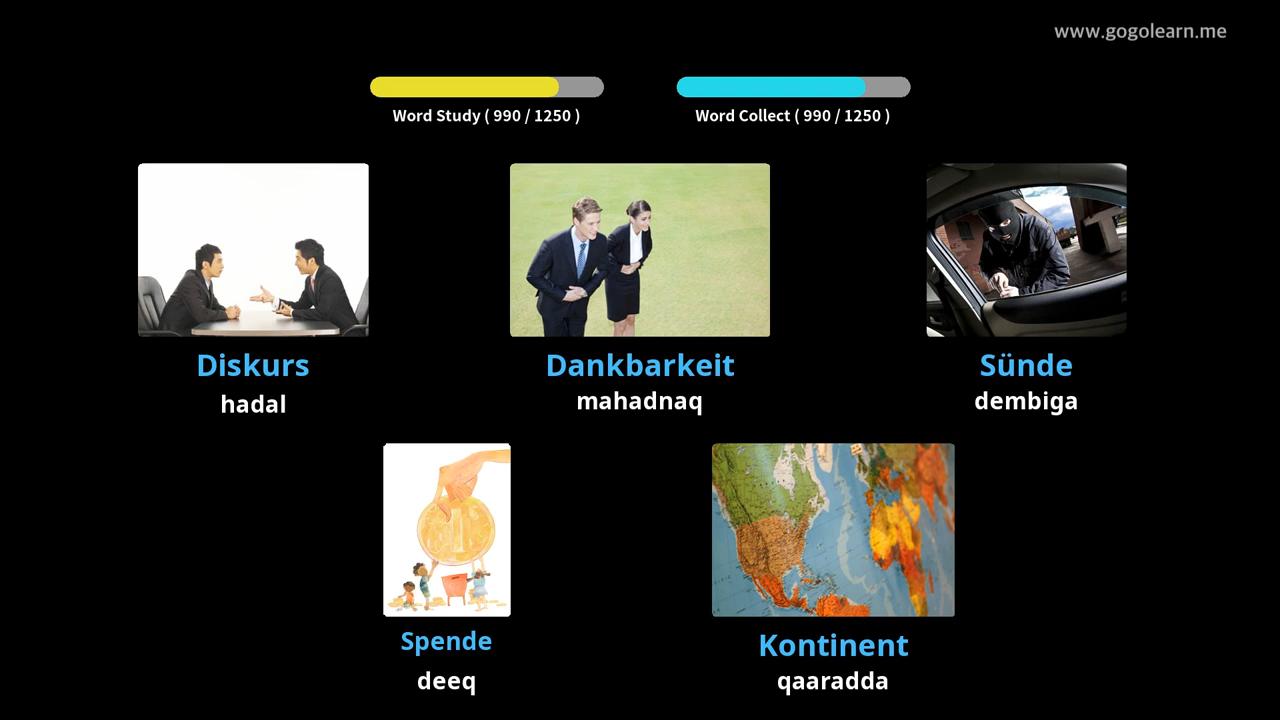 www.gogolearn.me
Word Study ( 990 / 1250 )
Word Collect ( 990 / 1250 )
Diskurs
hadal
Dankbarkeit
mahadnaq
Sünde
dembiga
Spende
deeq
Kontinent
qaaradda